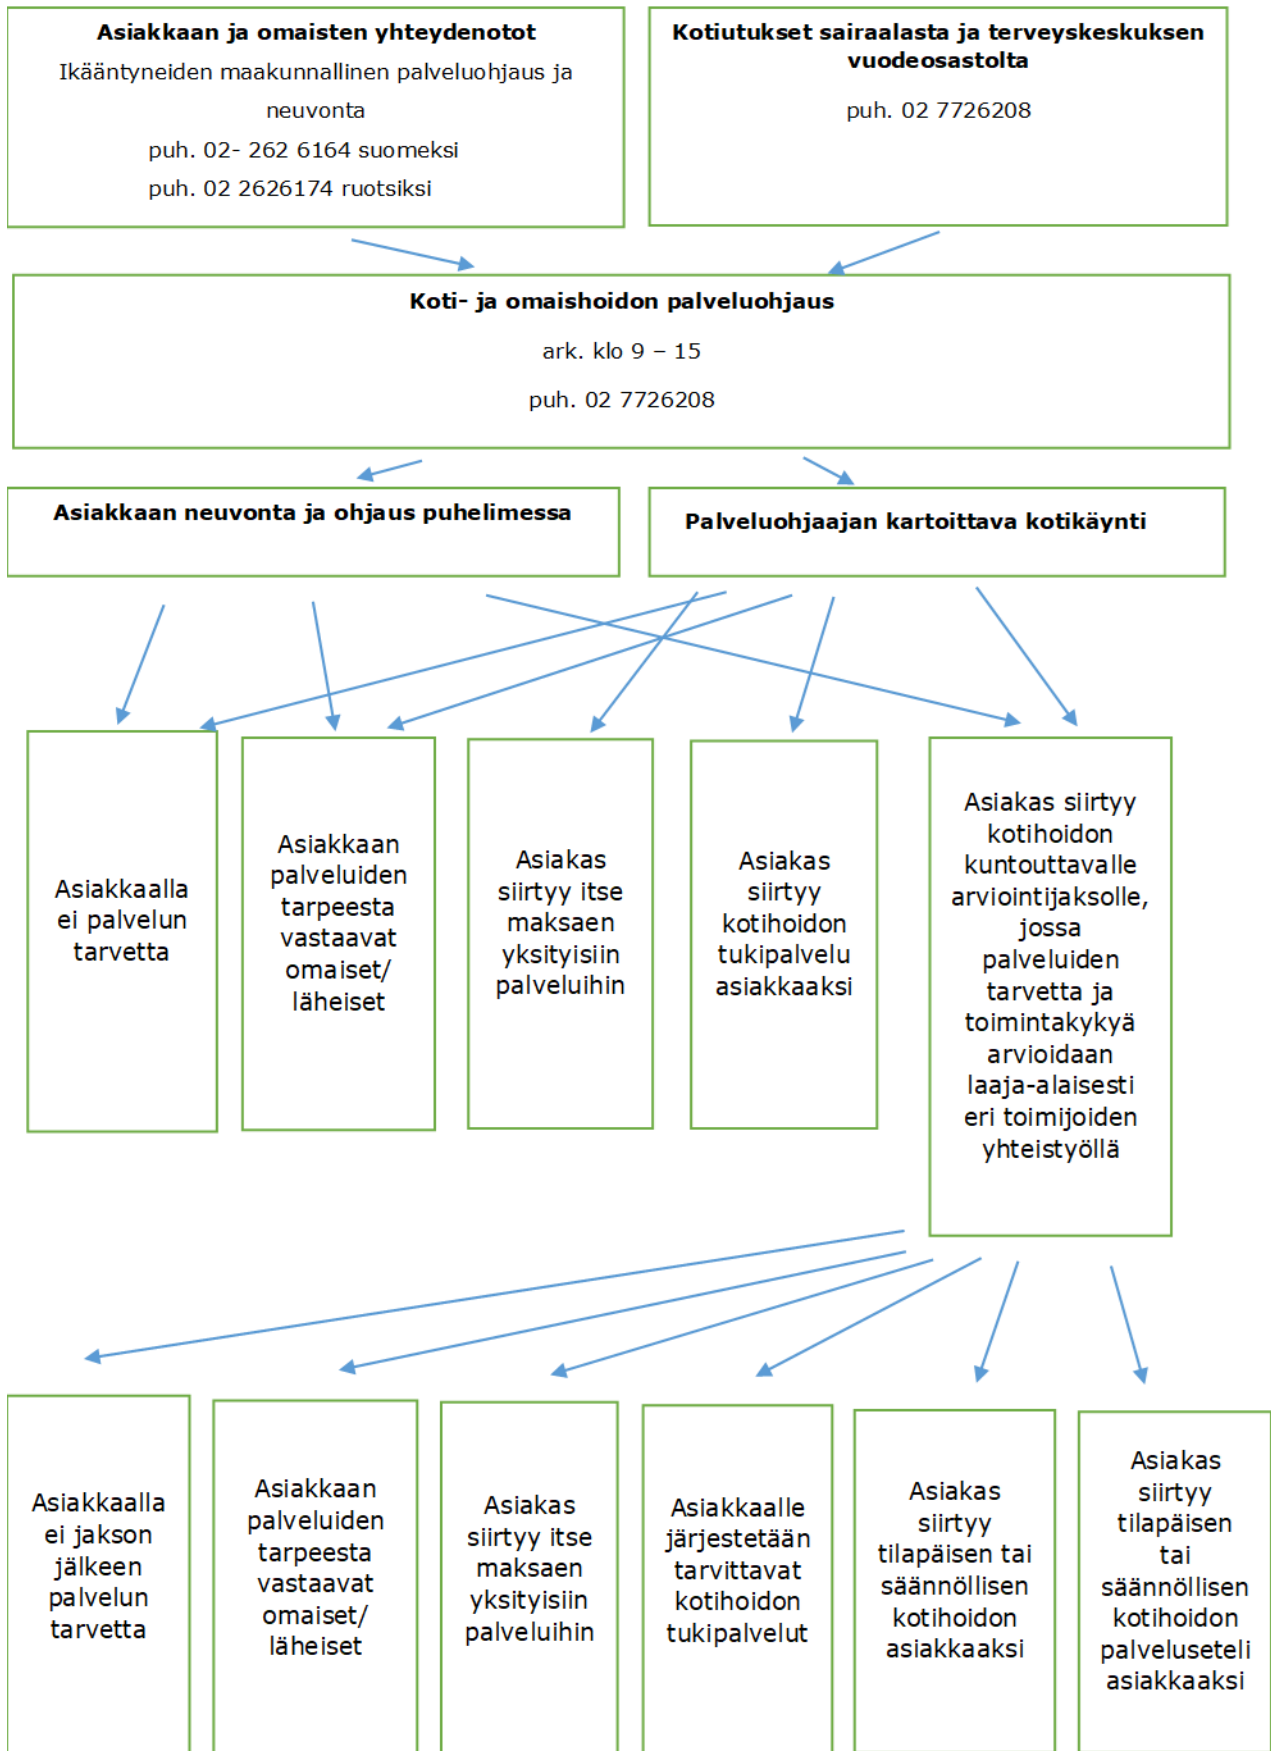 Asiakkaan ja omaisten yhteydenotot
Ikääntyneiden maakunnallinen palveluohjaus ja
neuvonta
puh. 02- 262 6164 suomeksi
puh. 02 2626174 ruotsiksi
Kotiutukset sairaalasta ja terveyskeskuksen
vuodeosastolta
puh. 02 7726208
Koti- ja omaishoidon palveluohjaus
ark. klo 9 – 15
puh. 02 7726208
Asiakkaan neuvonta ja ohjaus puhelimessa
Palveluohjaajan kartoittava kotikäynti
Asiakkaalla
ei palvelun
tarvetta
Asiakkaan
palveluiden
tarpeesta
vastaavat
omaiset/
läheiset
Asiakas
siirtyy itse
maksaen
yksityisiin
palveluihin
Asiakas
siirtyy
kotihoidon
tukipalvelu
asiakkaaksi
Asiakas siirtyy
kotihoidon
kuntouttavalle
arviointijaksolle,
jossa
palveluiden
tarvetta ja
toimintakykyä
arvioidaan
laaja-alaisesti
eri toimijoiden
yhteistyöllä
Asiakkaalla
ei jakson
jälkeen
palvelun
tarvetta
Asiakkaan
palveluiden
tarpeesta
vastaavat
omaiset/
läheiset
Asiakas
siirtyy itse
maksaen
yksityisiin
palveluihin
Asiakkaalle
järjestetään
tarvittavat
kotihoidon
tukipalvelut
Asiakas
siirtyy
tilapäisen tai
säännöllisen
kotihoidon
asiakkaaksi
Asiakas
siirtyy
tilapäisen
tai
säännöllisen
kotihoidon
palveluseteli
asiakkaaksi